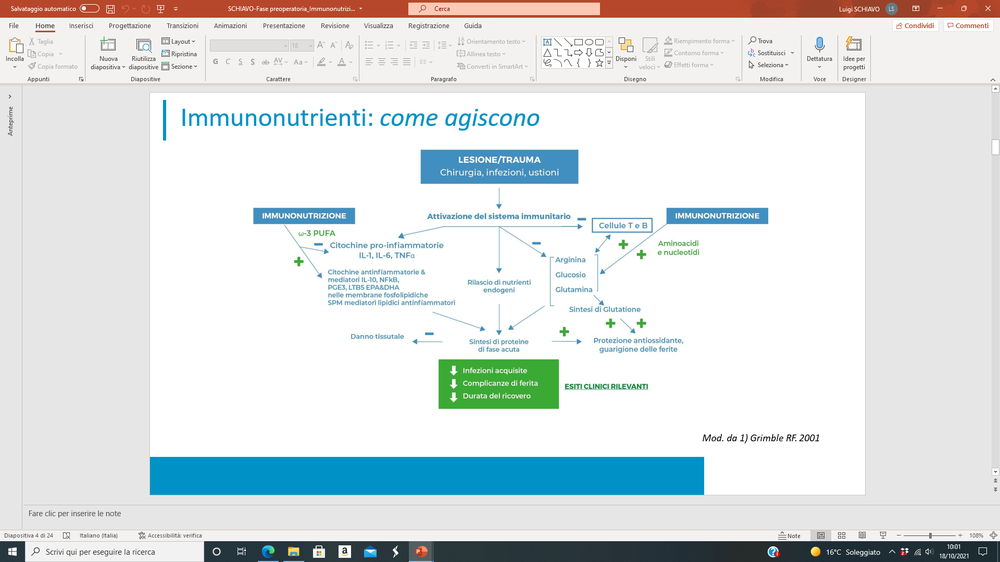 Salvataggio automatico
SCHIAVO-Fase preoperatoria_Immunonutrizi...
Cerca
Luigi SCHIAVO
LS
File
Home
Inserisci
Progettazione
Transizioni
Animazioni
Presentazione
Revisione
Visualizza
Registrazione
Guida
Condividi
Commenti
Incolla
Taglia
Copia
Copia formato
Appunti
Nuova
diapositiva
Riutilizza
diapositive
Layout
Ripristina
Sezione
Diapositive
18
G C S S ab AV Aa
A
Carattere
Orientamento testo
Allinea testo
Converti in SmartArt
Paragrafo
Disponi
Stili
veloci
Riempimento forma
Contorno forma
Effetti forma
Disegno
Trova
Sostituisci
Seleziona
Modifica
Dettatura
Voce
Idee per
progetti
Designer
Anteprime
Immunonutrienti: come agiscono
LESIONE/TRAUMA
Chirurgia, infezioni, ustioni
IMMUNONUTRIZIONE
Attivazione del sistema immunitario
IMMUNONUTRIZIONE
Cellule T e B
ω-3 PUFA
Citochine pro-infiammatorie
IL-1, IL-6, TNFα
Aminoacidi
e nucleotidi
Citochine antinfiammatorie &
mediatori IL-10, NFkB,
PGE3, LTB5 EPA&DHA
nelle membrane fosfolipidiche
SPM mediatori lipidici antinfiammatori
Rilascio di nutrienti
endogeni
Arginina
Glucosio
Glutamina
Sintesi di Glutatione
Danno tissutale
Sintesi di proteine
di fase acuta
Protezione antiossidante,
guarigione delle ferite
Infezioni acquisite
Complicanze di ferita
Durata del ricovero
ESITI CLINICI RILEVANTI
Mod. da 1) Grimble RF. 2001
Fare clic per inserire le note
Diapositiva 4 di 24
Italiano (Italia)
Accessibilità: verifica
Note
108%
Scrivi qui per eseguire la ricerca
16°C Soleggiato
10:01
18/10/2021